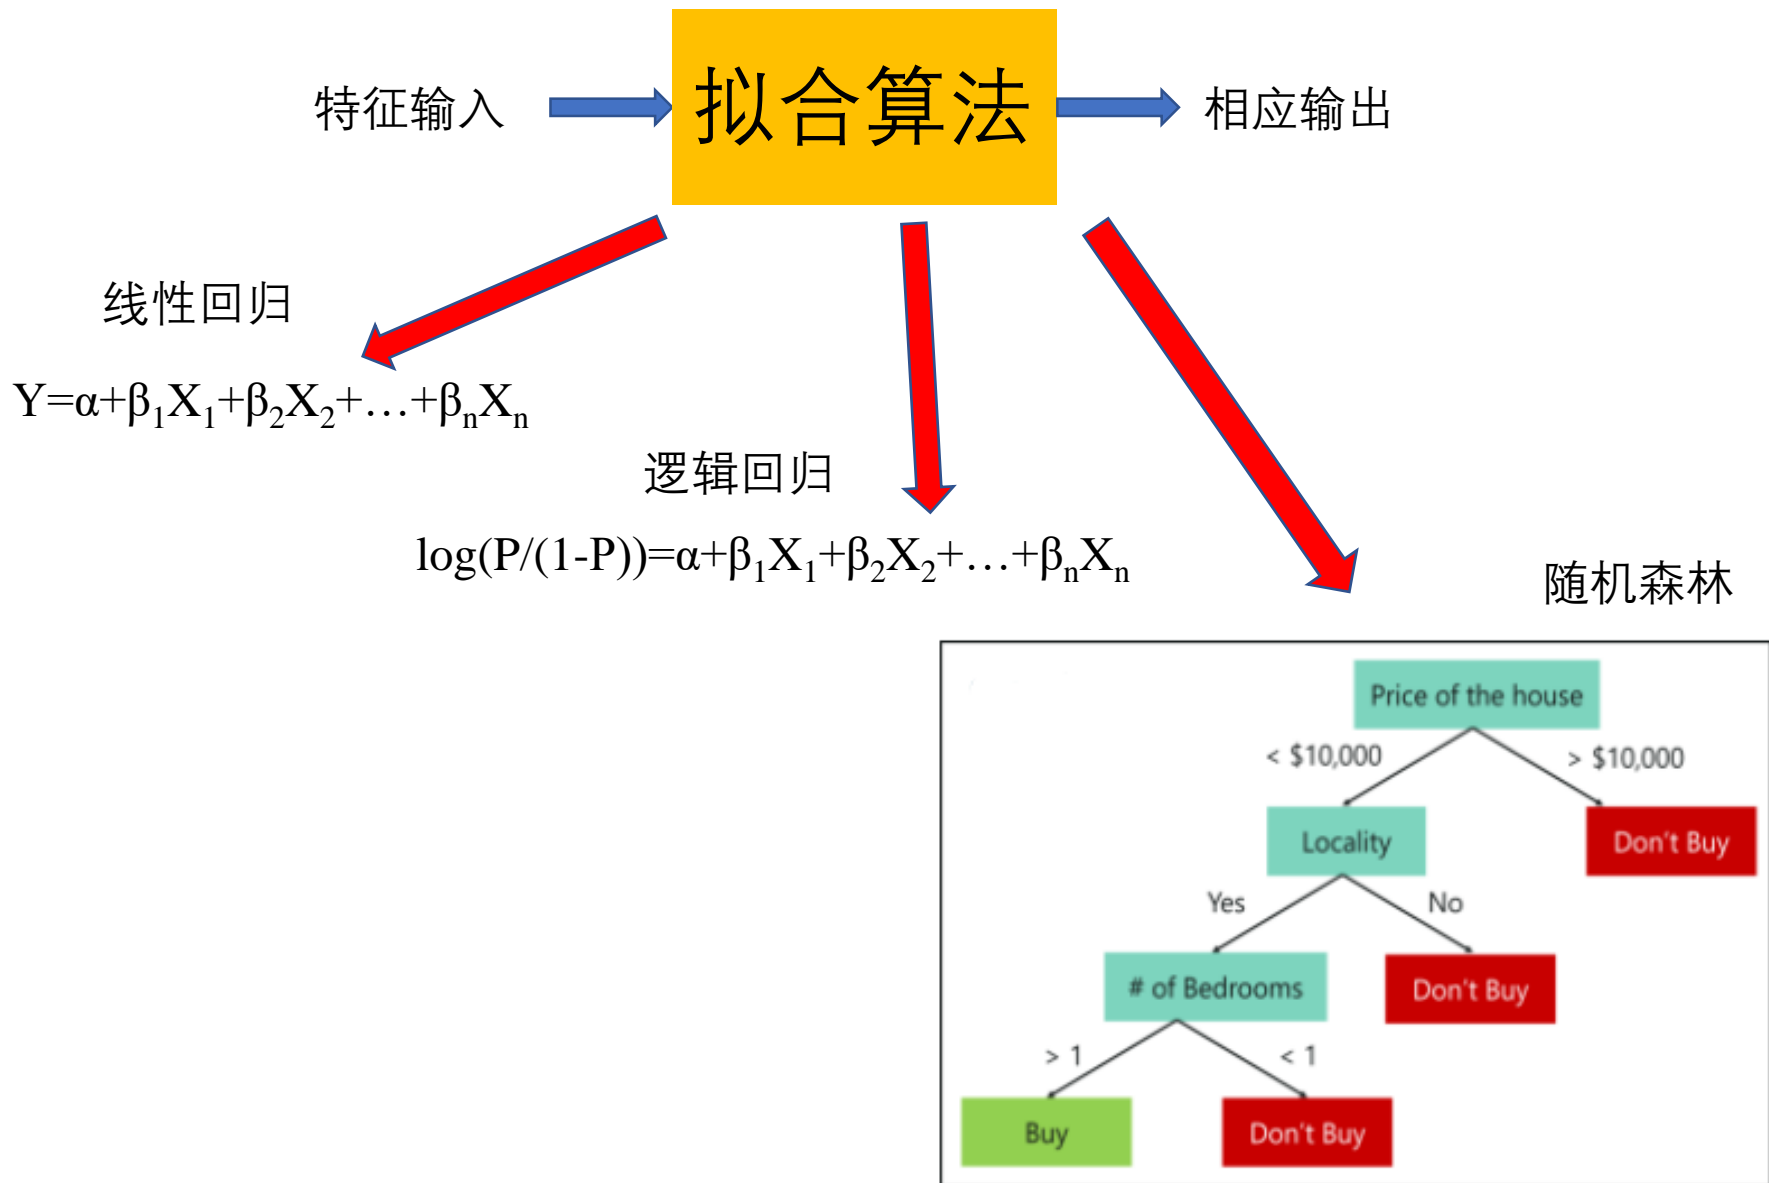 特征输入
拟合算法
相应输出
线性回归
Y=α+β₁X₁+β₂X₂+…+βₙXₙ
逻辑回归
log(P/(1-P))=α+β₁X₁+β₂X₂+…+βₙXₙ
随机森林
Price of the house
< $10,000
> $10,000
Locality
Don't Buy
Yes
No
# of Bedrooms
Don't Buy
> 1
< 1
Buy
Don't Buy